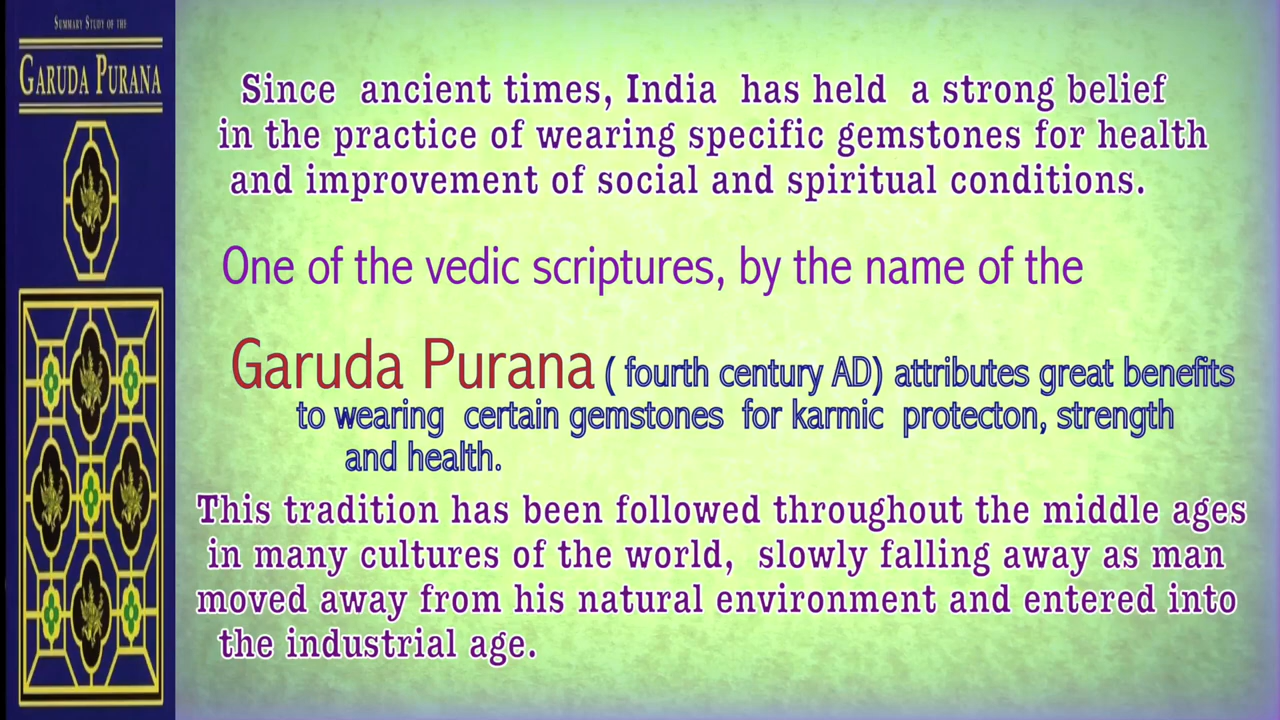 SUMMARY STUDY OF THE
GARUDA PURANA
Since ancient times, India has held a strong belief
in the practice of wearing specific gemstones for health
and improvement of social and spiritual conditions.
One of the vedic scriptures, by the name of the
Garuda Purana ( fourth century AD) attributes great benefits
to wearing certain gemstones for karmic protecton, strength
and health.
This tradition has been followed throughout the middle ages
in many cultures of the world, slowly falling away as man
moved away from his natural environment and entered into
the industrial age.